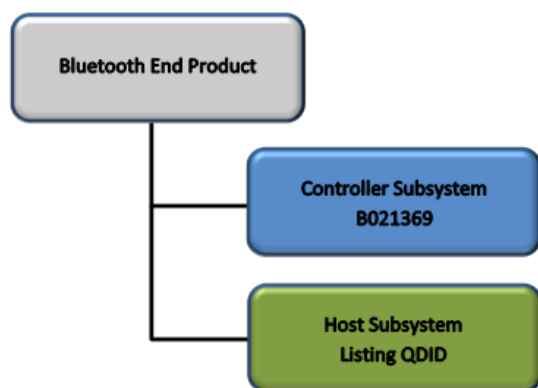 Bluetooth End Product
Controller Subsystem
B021369
Host Subsystem
Listing QDID